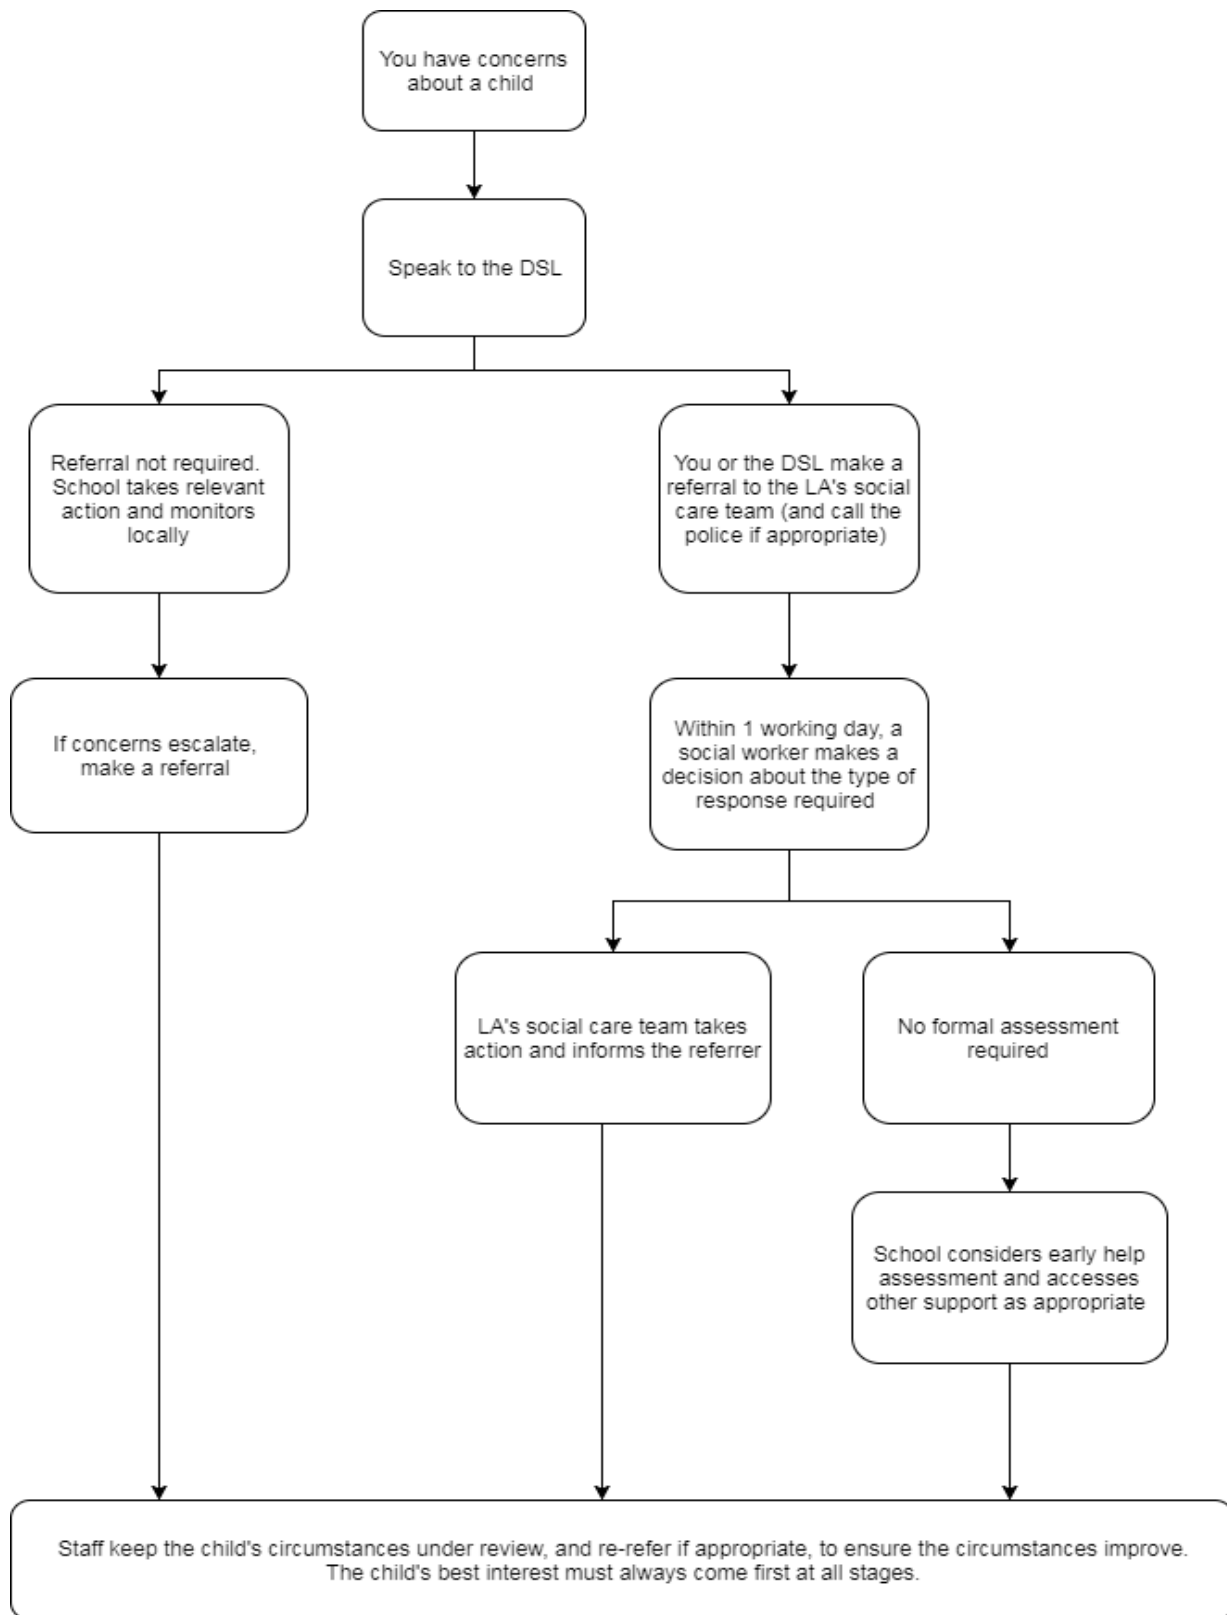 You have concerns
about a child
Speak to the DSL
Referral not required.
School takes relevant
action and monitors
locally
You or the DSL make a
referral to the LA's social
care team (and call the
police if appropriate)
If concerns escalate,
make a referral
Within 1 working day, a
social worker makes a
decision about the type of
response required
LA's social care team takes
action and informs the referrer
No formal assessment
required
School considers early help
assessment and accesses
other support as appropriate
Staff keep the child's circumstances under review, and re-refer if appropriate, to ensure the circumstances improve.
The child's best interest must always come first at all stages.